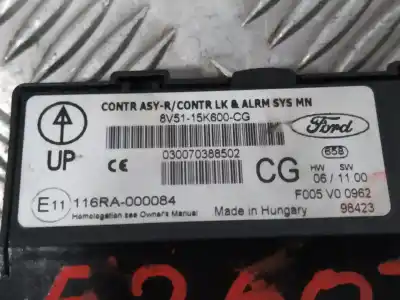 CONTR ASY-R/CONTR LK & ALRM SYS MN
8V51-15K600-CG
Ford
UP
CE
030070388502
CG
656
HW SW
06 / 11 00
E11 116RA-000084
F005 V0 0962
Homologation see Owner's Manual
Made in Hungary
98423